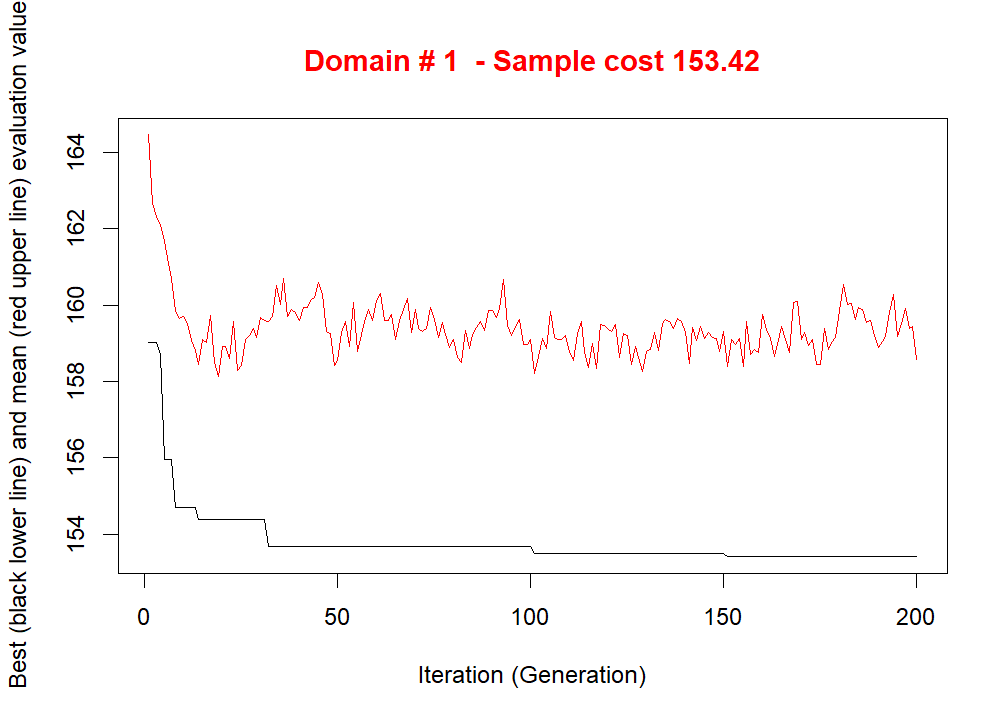 Domain # 1  - Sample cost 153.42
Best (black lower line) and mean (red upper line) evaluation value
164
162
160
158
156
154
0 50 100 150 200
Iteration (Generation)